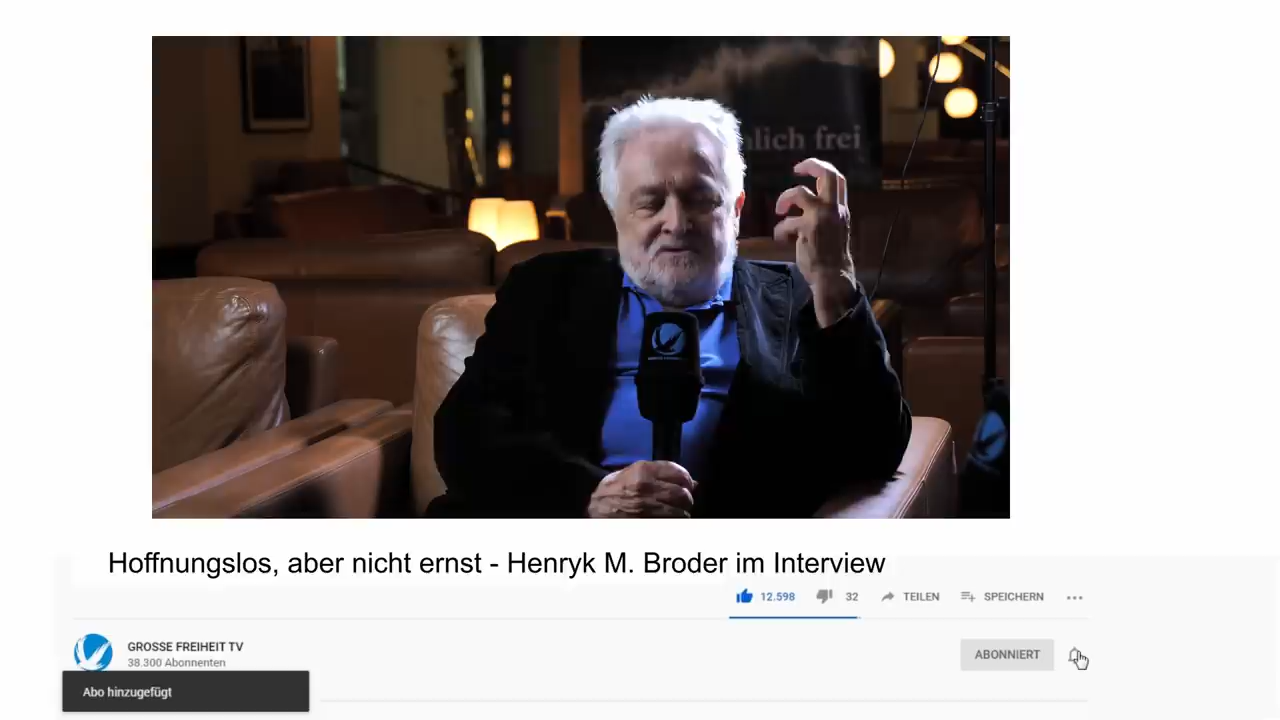 lich frei
Hoffnungslos, aber nicht ernst - Henryk M. Broder im Interview
12.598 32 TEILEN SPEICHERN
GROSSE FREIHEIT TV
38.300 Abonnenten
ABONNIERT
Abo hinzugefügt